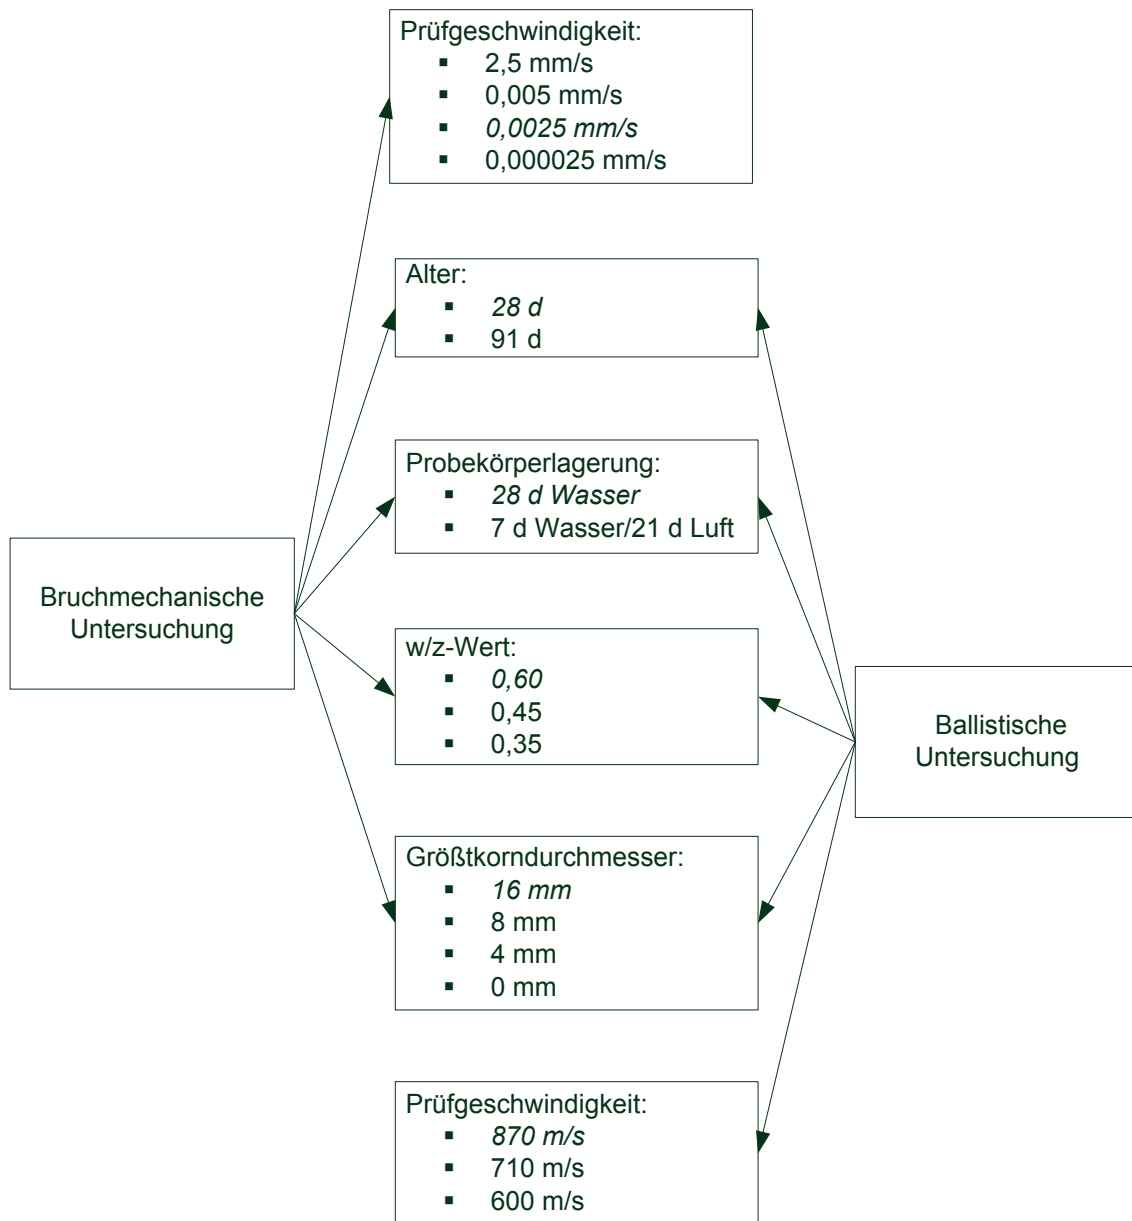 Prüfgeschwindigkeit:
▪ 2,5 mm/s
▪ 0,005 mm/s
▪ 0,0025 mm/s
▪ 0,000025 mm/s
Alter:
▪ 28 d
▪ 91 d
Probekörperlagerung:
▪ 28 d Wasser
▪ 7 d Wasser/21 d Luft
Bruchmechanische
Untersuchung
w/z-Wert:
▪ 0,60
▪ 0,45
▪ 0,35
Ballistische
Untersuchung
Größtkorndurchmesser:
▪ 16 mm
▪ 8 mm
▪ 4 mm
▪ 0 mm
Prüfgeschwindigkeit:
▪ 870 m/s
▪ 710 m/s
▪ 600 m/s